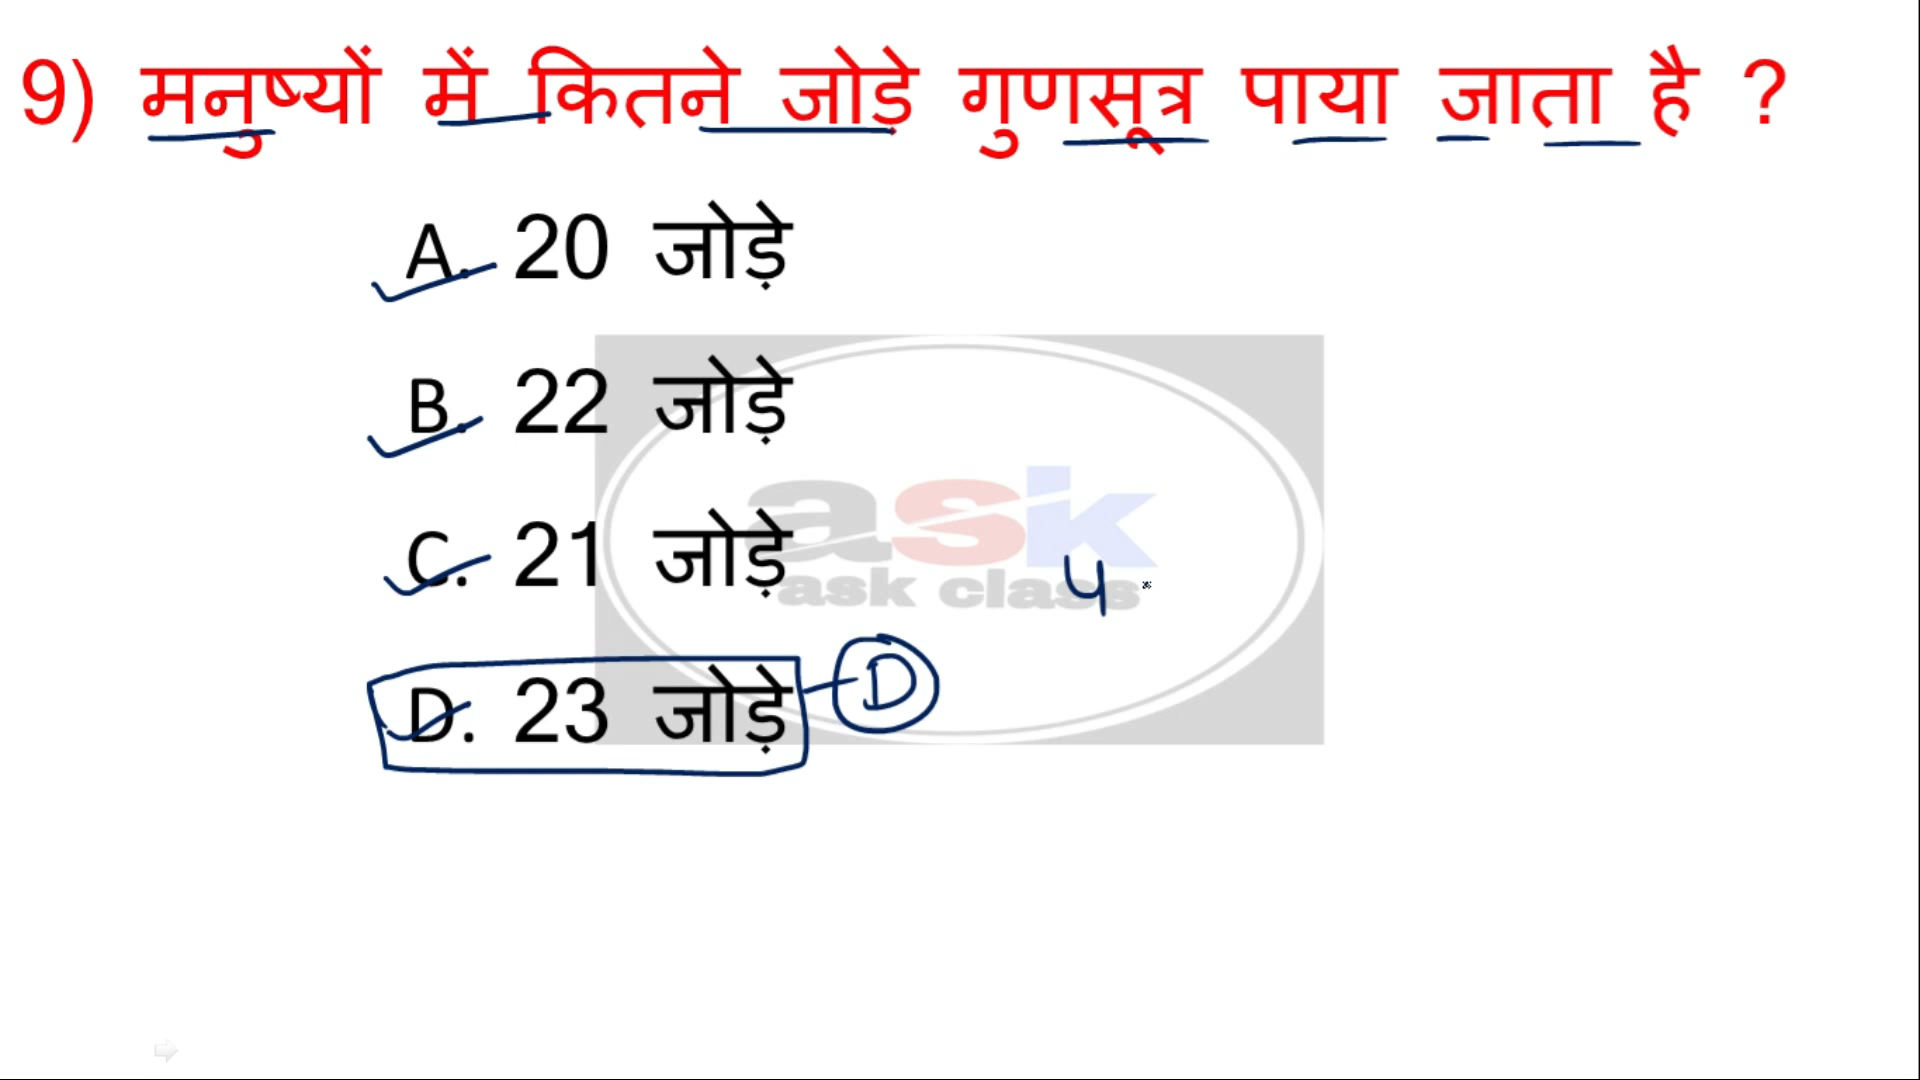 9) मनुष्यों में कितने जोड़े गुणसूत्र पाया जाता है ?
A. 20 जोड़े
B. 22 जोड़े
ask
C. 21 जोड़े
ask class
4
D. 23 जोड़े D